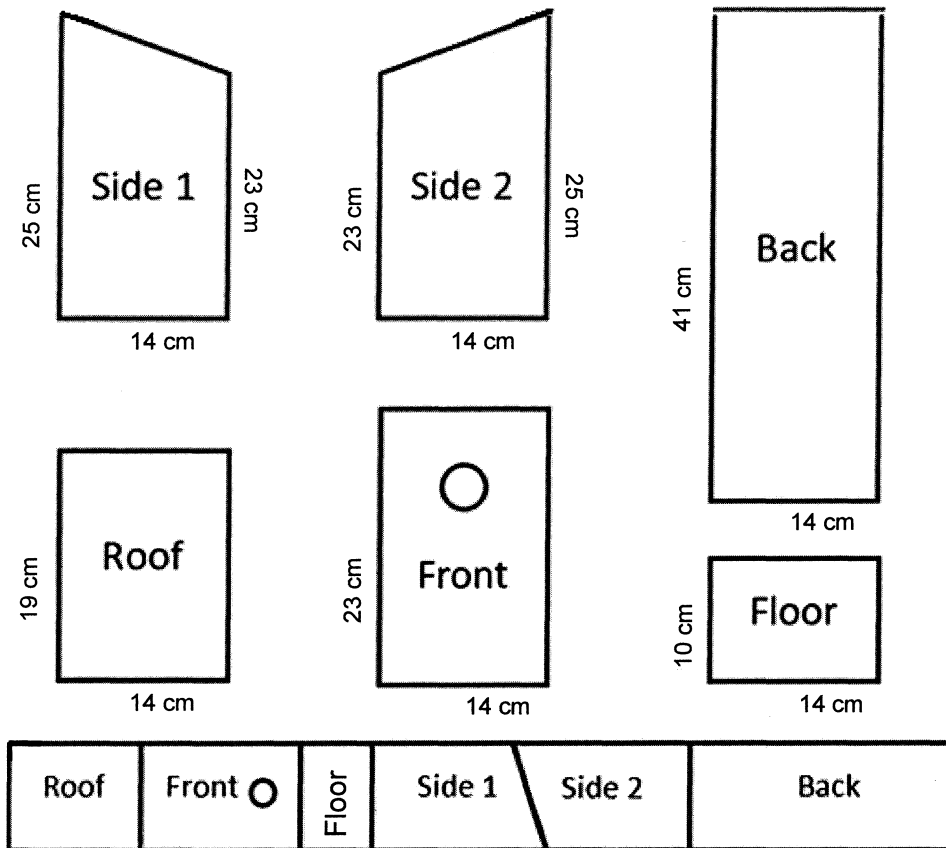 25 cm
Side 1
23 cm
14 cm
23 cm
Side 2
25 cm
14 cm
41 cm
Back
14 cm
19 cm
Roof
14 cm
23 cm
Front
14 cm
10 cm
Floor
14 cm
Roof
Front
Floor
Side 1
Side 2
Back